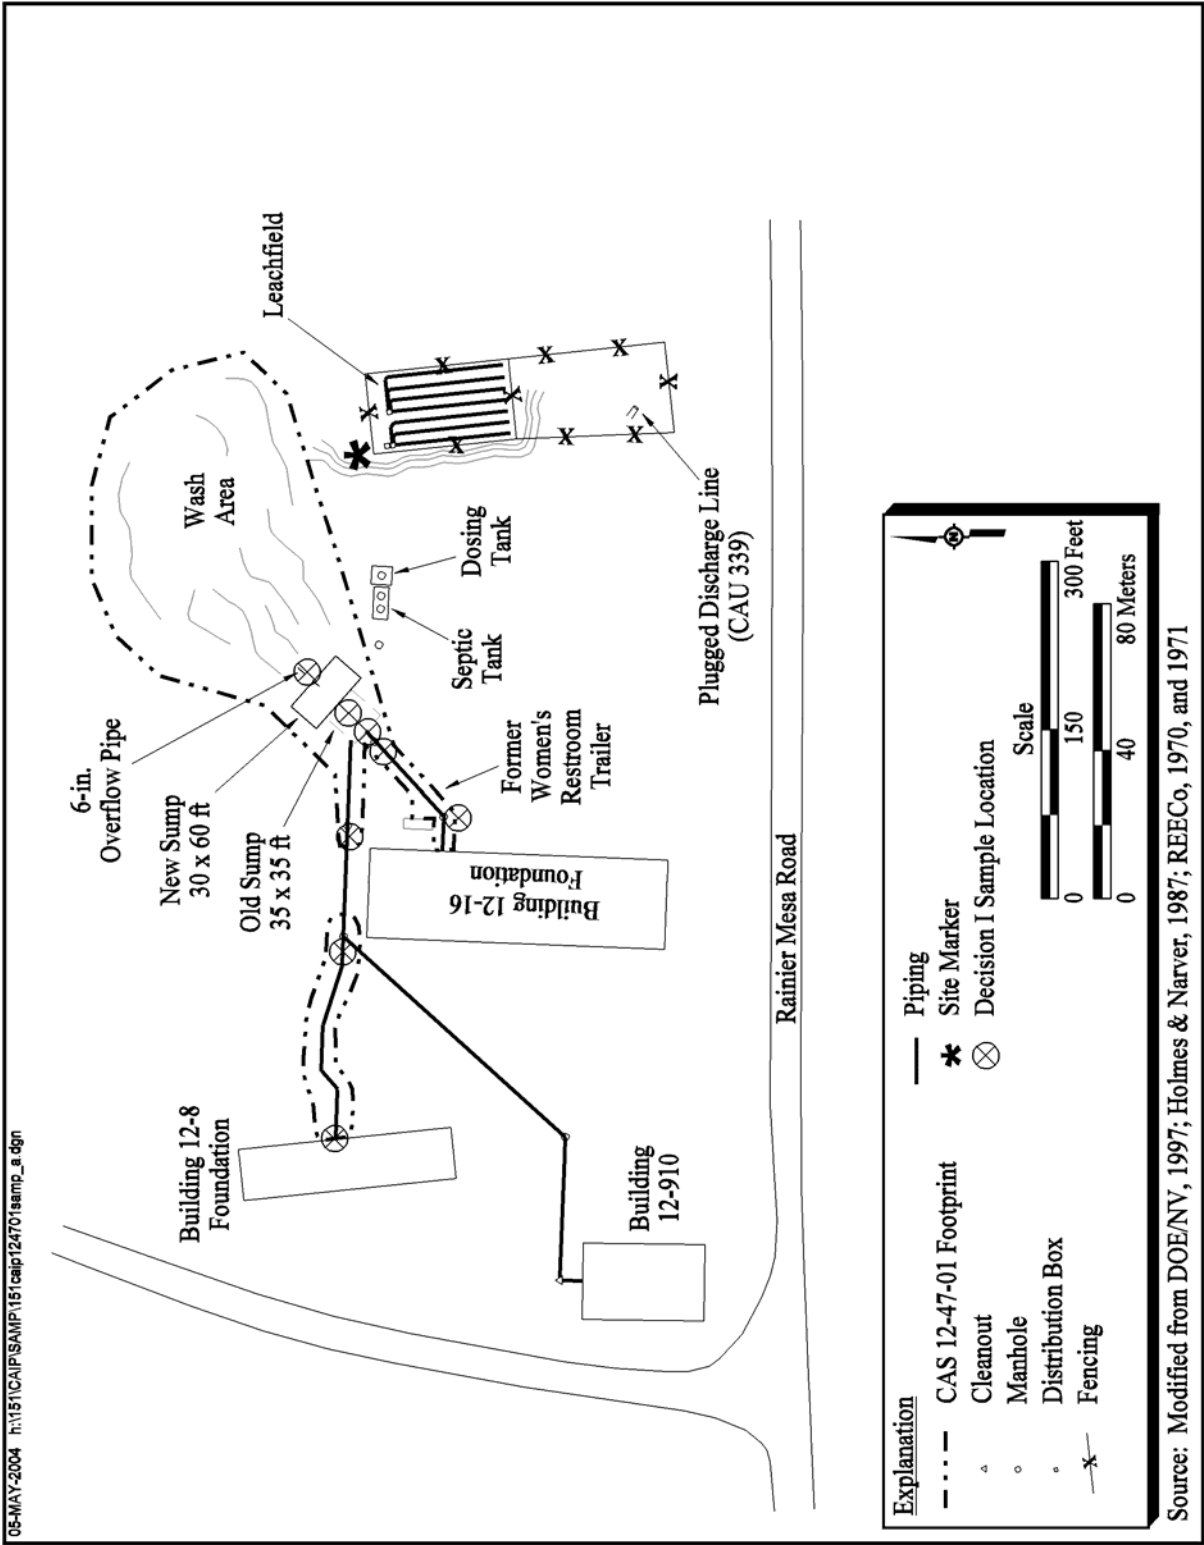 05-MAY-2004 h:\151\CAIP\SAMP\151caip124701samp_a.dgn
6-in.
Overflow Pipe
New Sump
30 x 60 ft
Old Sump
35 x 35 ft
Wash
Area
Leachfield
Building 12-8
Foundation
Septic
Tank
Dosing
Tank
Former
Women's
Restroom
Trailer
Building 12-16
Foundation
Plugged Discharge Line
(CAU 339)
Building
12-910
Rainier Mesa Road
X
X
X
X
X
X
X
X
X
Explanation
CAS 12-47-01 Footprint
Cleanout
Manhole
Distribution Box
X Fencing
Piping
Site Marker
Decision I Sample Location
N
Scale
0 150 300 Feet
0 40 80 Meters
Source: Modified from DOE/NV, 1997; Holmes & Narver, 1987; REECo, 1970, and 1971